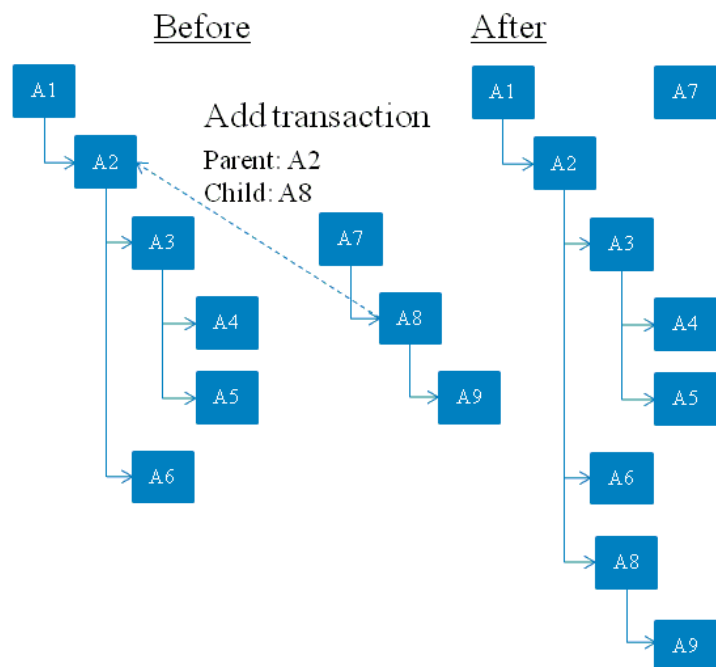 Before
A1
A2
Add transaction
Parent: A2
Child: A8
A3
A7
A4
A8
A5
A9
A6
After
A1
A7
A2
A3
A4
A5
A6
A8
A9